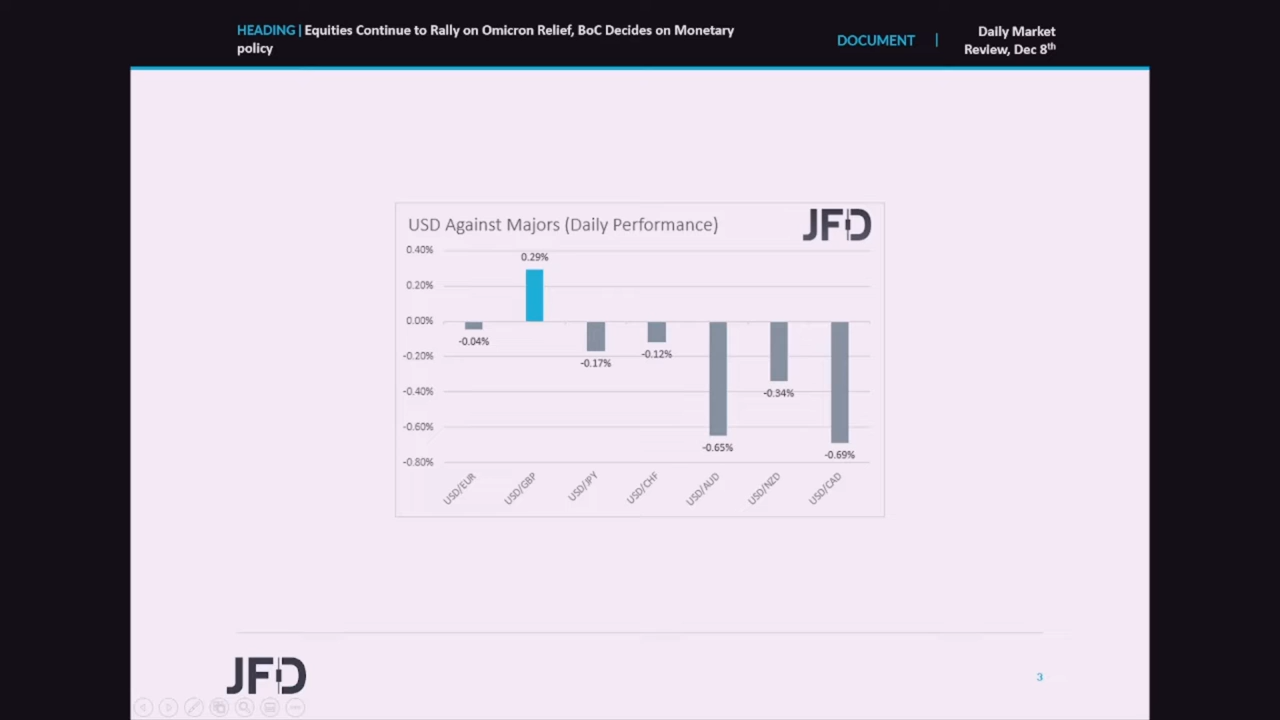 HEADING | Equities Continue to Rally on Omicron Relief, BoC Decides on Monetary
policy
DOCUMENT |
Daily Market
Review, Dec 8th
USD Against Majors (Daily Performance)
JFD
0.40%
0.20%
0.00%
-0.20%
-0.40%
-0.60%
-0.80%
-0.04%
0.29%
-0.17%
-0.12%
-0.65%
-0.34%
-0.69%
USD/EUR
USD/GBP
USD/JPY
USD/CHF
USD/AUD
USD/NZD
USD/CAD
JFD
3